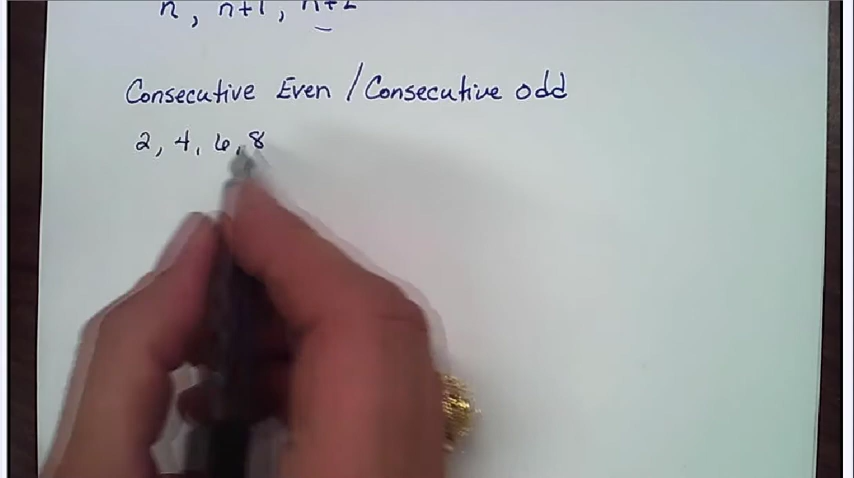 n, n+1, n+2
Consecutive Even / Consecutive odd
2, 4, 6, 8